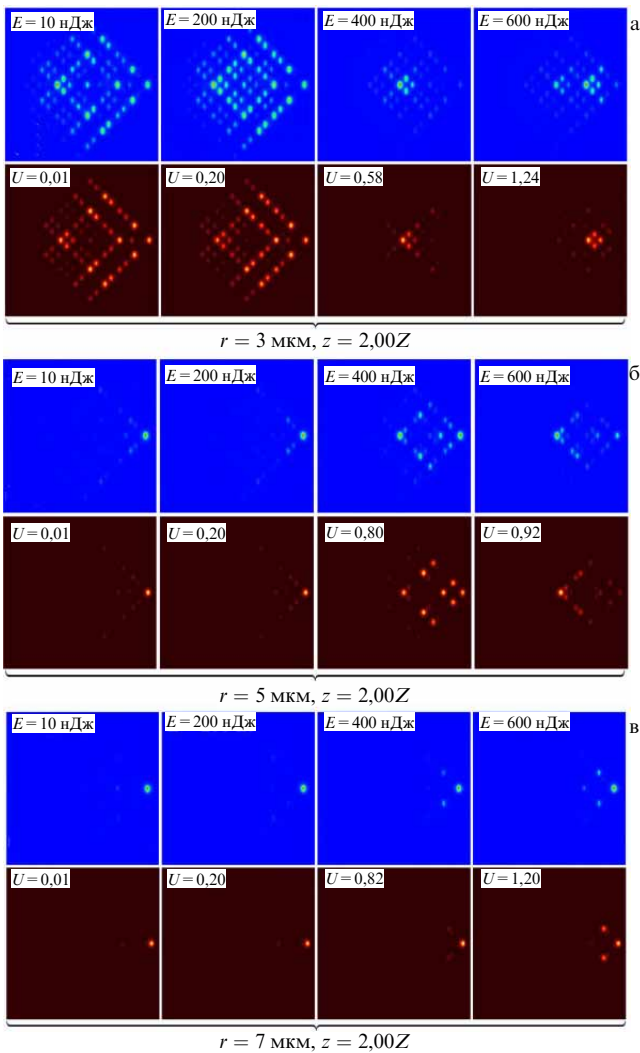 E = 10 нДж E = 200 нДж E = 400 нДж E = 600 нДж а
U = 0,01 U = 0,20 U = 0,58 U = 1,24
r = 3 мкм, z = 2,00Z
E = 10 нДж E = 200 нДж E = 400 нДж E = 600 нДж б
U = 0,01 U = 0,20 U = 0,80 U = 0,92
r = 5 мкм, z = 2,00Z
E = 10 нДж E = 200 нДж E = 400 нДж E = 600 нДж в
U = 0,01 U = 0,20 U = 0,82 U = 1,20
r = 7 мкм, z = 2,00Z